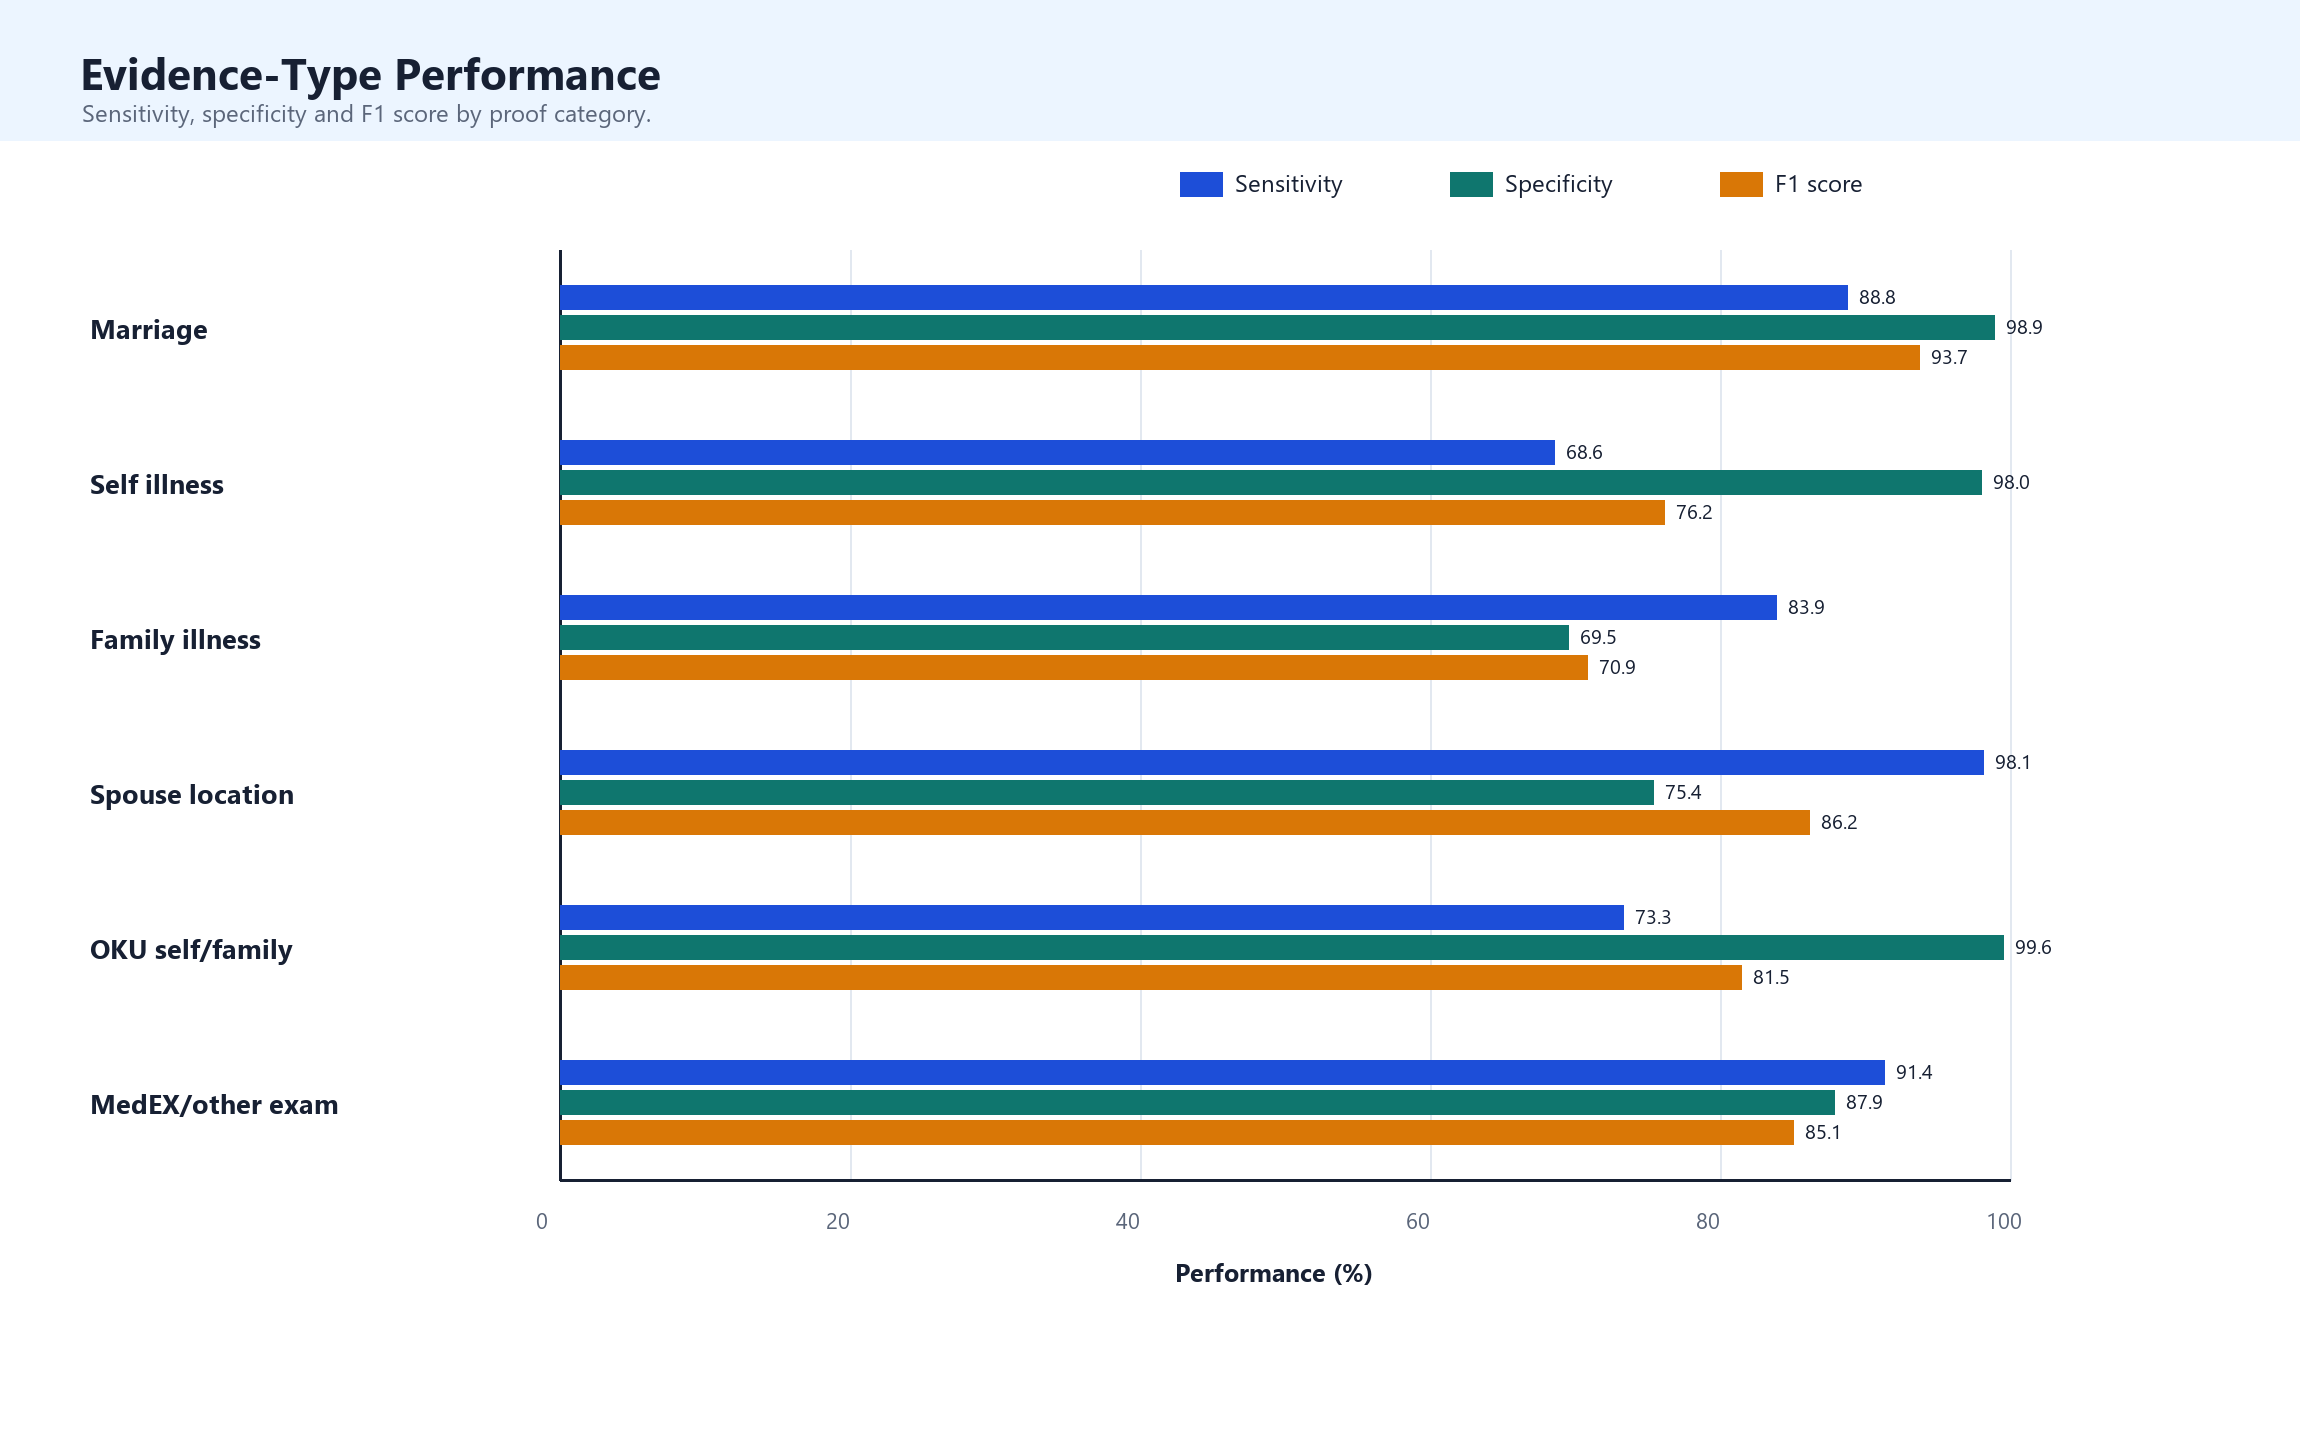 Evidence-Type Performance
Sensitivity, specificity and F1 score by proof category.
Sensitivity
Specificity
F1 score
Marriage
88.8
98.9
93.7
Self illness
68.6
98.0
76.2
Family illness
83.9
69.5
70.9
Spouse location
98.1
75.4
86.2
OKU self/family
73.3
99.6
81.5
MedEX/other exam
91.4
87.9
85.1
0 20 40 60 80 100
Performance (%)